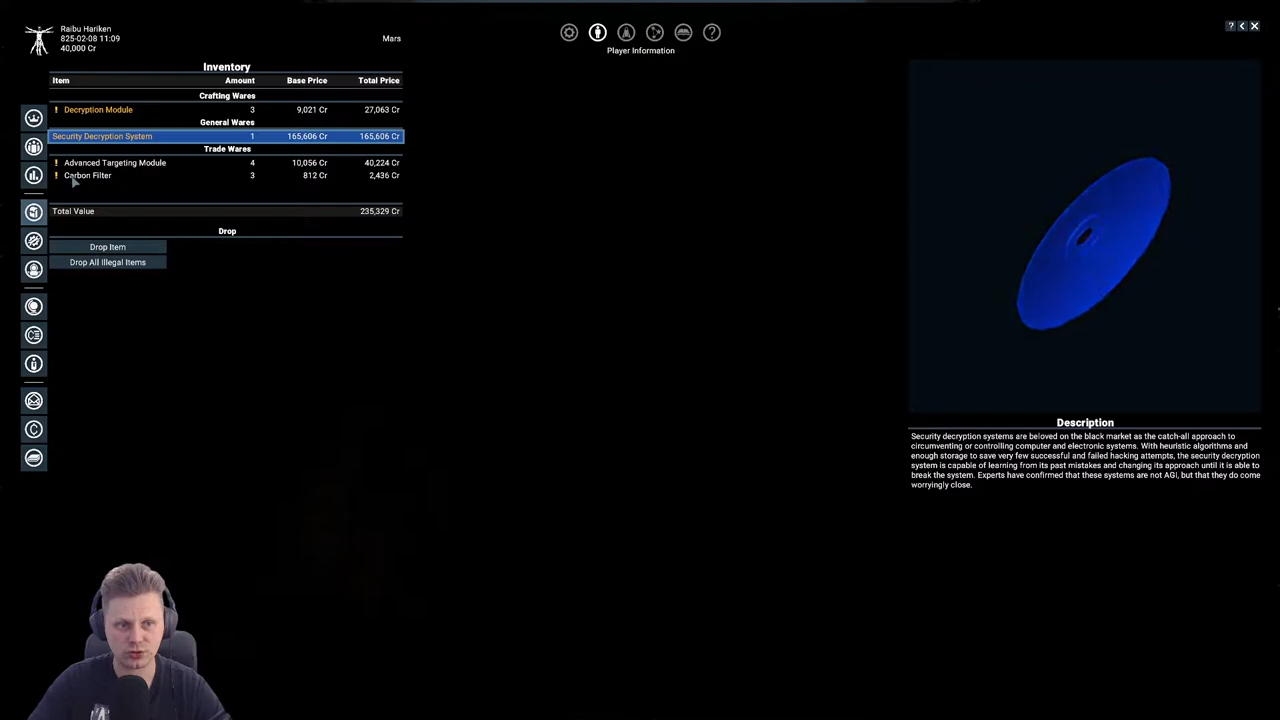 Raibu Hariken
825-02-08 11:09
40,000 Cr
Mars
? < X
Player Information
Inventory
Item Amount Base Price Total Price
Crafting Wares
! Decryption Module 3 9,021 Cr 27,063 Cr
General Wares
Security Decryption System 1 165,606 Cr 165,606 Cr
Trade Wares
! Advanced Targeting Module 4 10,056 Cr 40,224 Cr
! Carbon Filter 3 812 Cr 2,436 Cr
Total Value 235,329 Cr
Drop
Drop Item
Drop All Illegal Items
Description
Security decryption systems are beloved on the black market as the catch-all approach to
circumventing or controlling computer and electronic systems. With heuristic algorithms and
enough storage to save very few successful and failed hacking attempts, the security decryption
system is capable of learning from its past mistakes and changing its approach until it is able to
break the system. Experts have confirmed that these systems are not AGI, but that they do come
worryingly close.